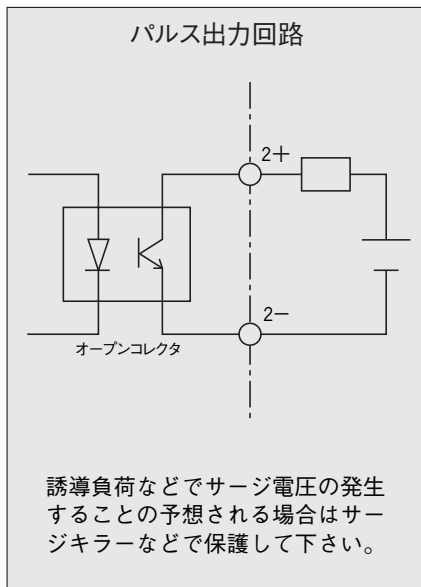 パルス出力回路
2+
2−
オープンコレクタ
誘導負荷などでサージ電圧の発生
することの予想される場合はサー
ジキラーなどで保護して下さい。